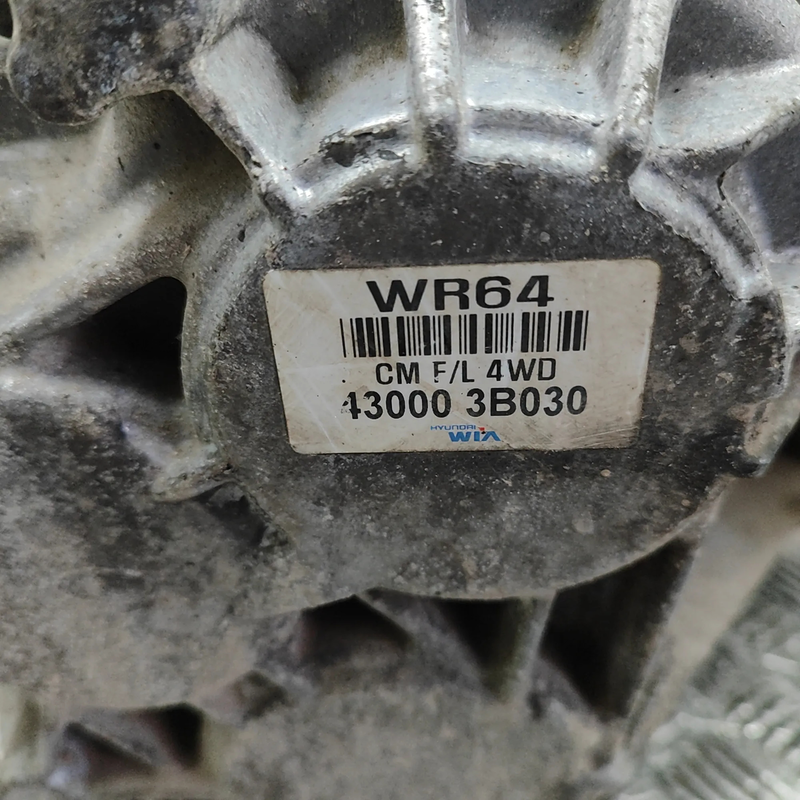 WR64
CM F/L 4WD
43000 3B030
HYUNDAI
WIA